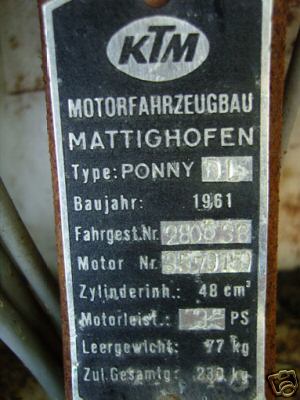 KTM
MOTORFAHRZEUGBAU
MATTIGHOFEN
Type: PONNY
Baujahr: 1961
Fahrgest.Nr.
Motor Nr.
Zylinderinh.: 48 cm³
Motorleist.: PS
Leergewicht: 77 kg
Zul.Gesamtg: 230 kg
ebY